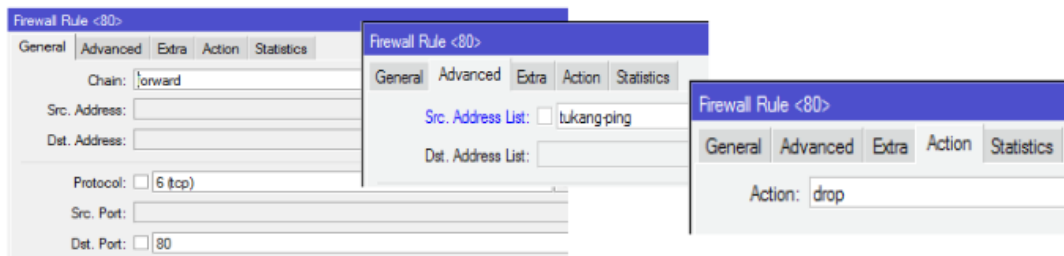 Firewall Rule <80>
General Advanced Extra Action Statistics
Chain: forward
Src. Address:
Dst. Address:
Protocol: 6 (tcp)
Src. Port:
Dst. Port: 80
Firewall Rule <80>
General Advanced Extra Action Statistics
Src. Address List: tukang-ping
Dst. Address List:
Firewall Rule <80>
General Advanced Extra Action Statistics
Action: drop